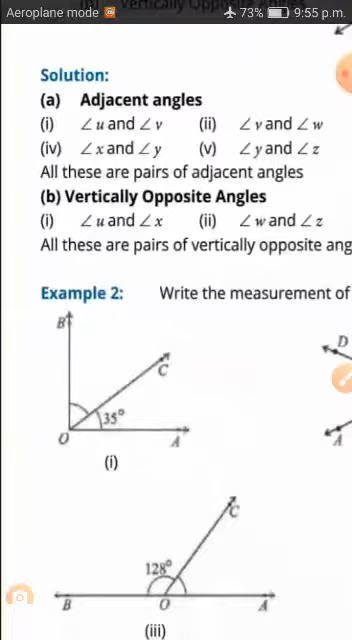 Aeroplane mode 73% 9:55 p.m.
Solution:
(a) Adjacent angles
(i) ∠u and ∠v (ii) ∠v and ∠w
(iv) ∠x and ∠y (v) ∠y and ∠z
All these are pairs of adjacent angles
(b) Vertically Opposite Angles
(i) ∠u and ∠x (ii) ∠w and ∠z
All these are pairs of vertically opposite ang
Example 2: Write the measurement of
B
C
D
35°
O
A
A
(i)
C
128°
B
O
A
(iii)